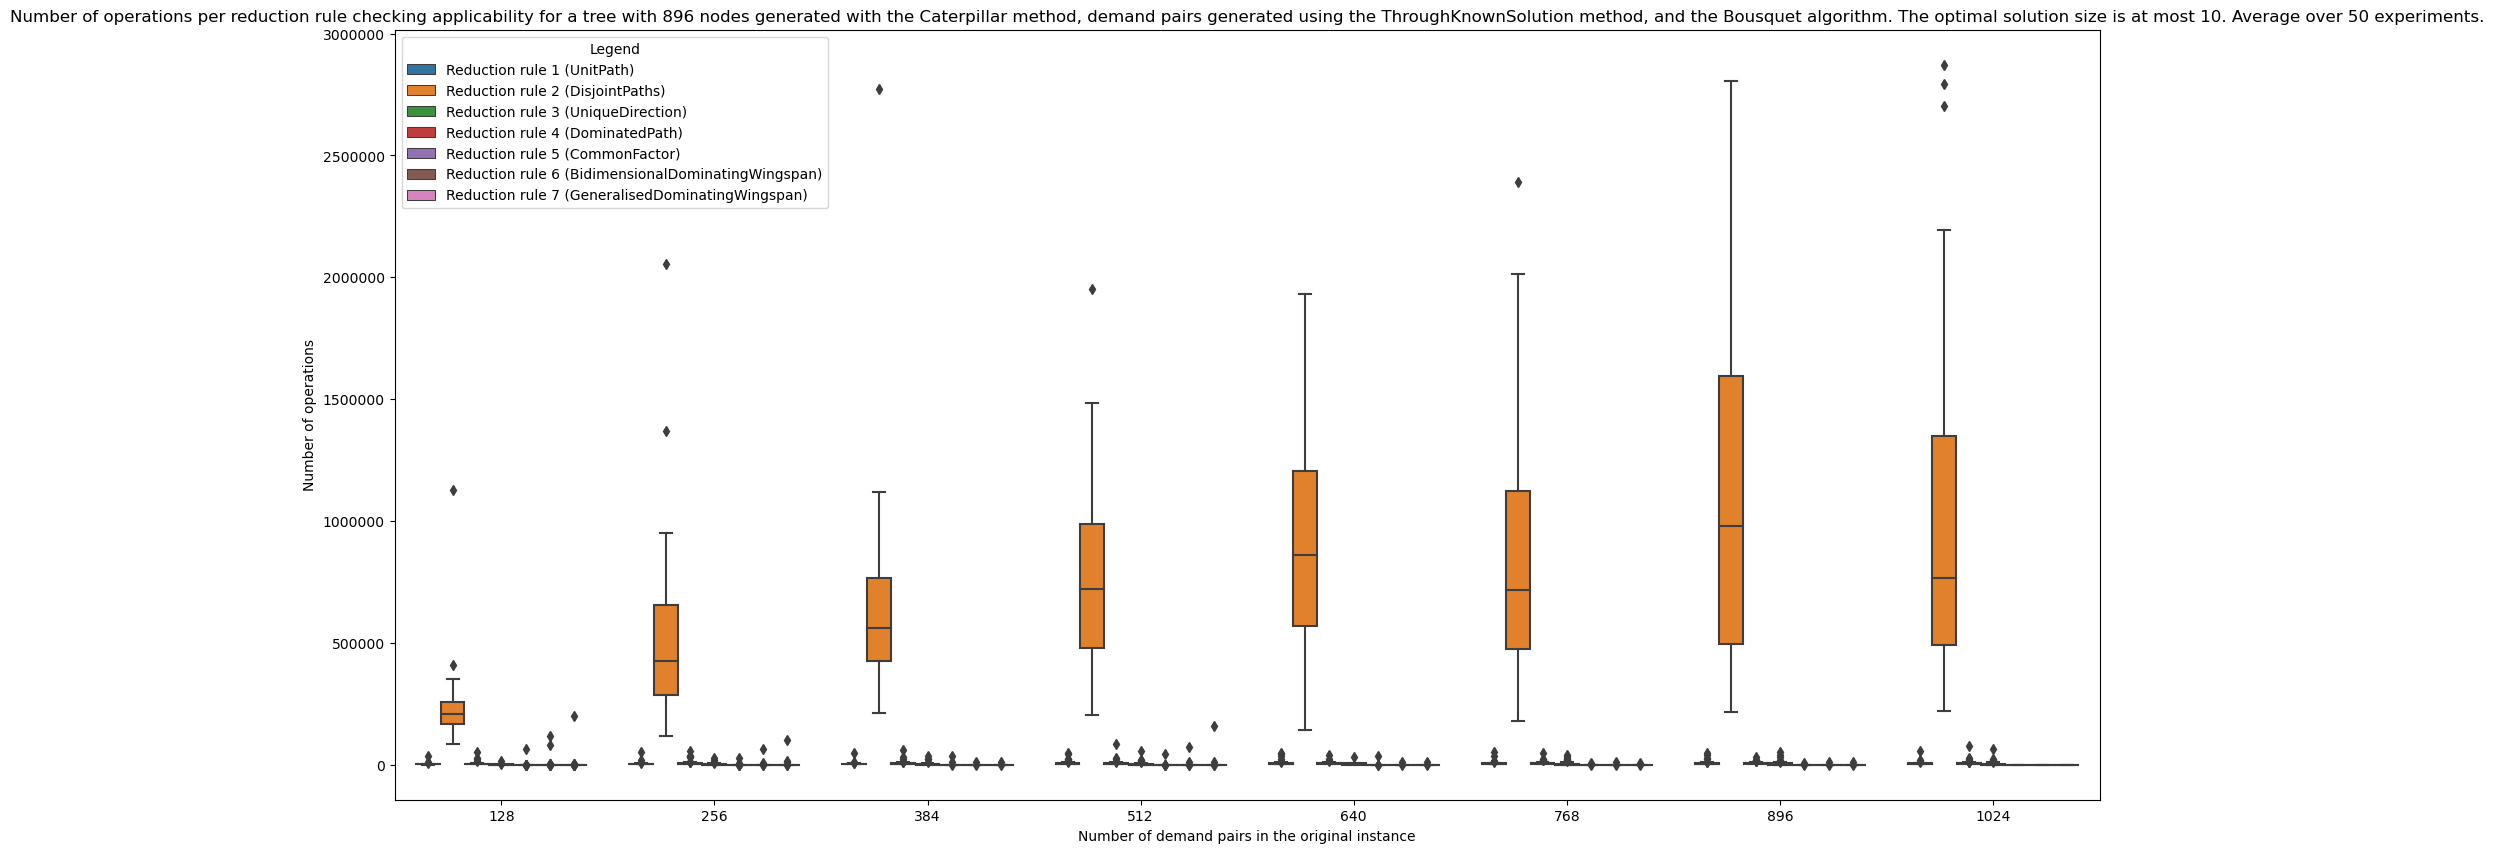 Number of operations per reduction rule checking applicability for a tree with 896 nodes generated with the Caterpillar method, demand pairs generated using the ThroughKnownSolution method, and the Bousquet algorithm. The optimal solution size is at most 10. Average over 50 experiments.
Legend
Reduction rule 1 (UnitPath)
Reduction rule 2 (DisjointPaths)
Reduction rule 3 (UniqueDirection)
Reduction rule 4 (DominatedPath)
Reduction rule 5 (CommonFactor)
Reduction rule 6 (BidimensionalDominatingWingspan)
Reduction rule 7 (GeneralisedDominatingWingspan)
Number of operations
3000000
2500000
2000000
1500000
1000000
500000
0
128 256 384 512 640 768 896 1024
Number of demand pairs in the original instance